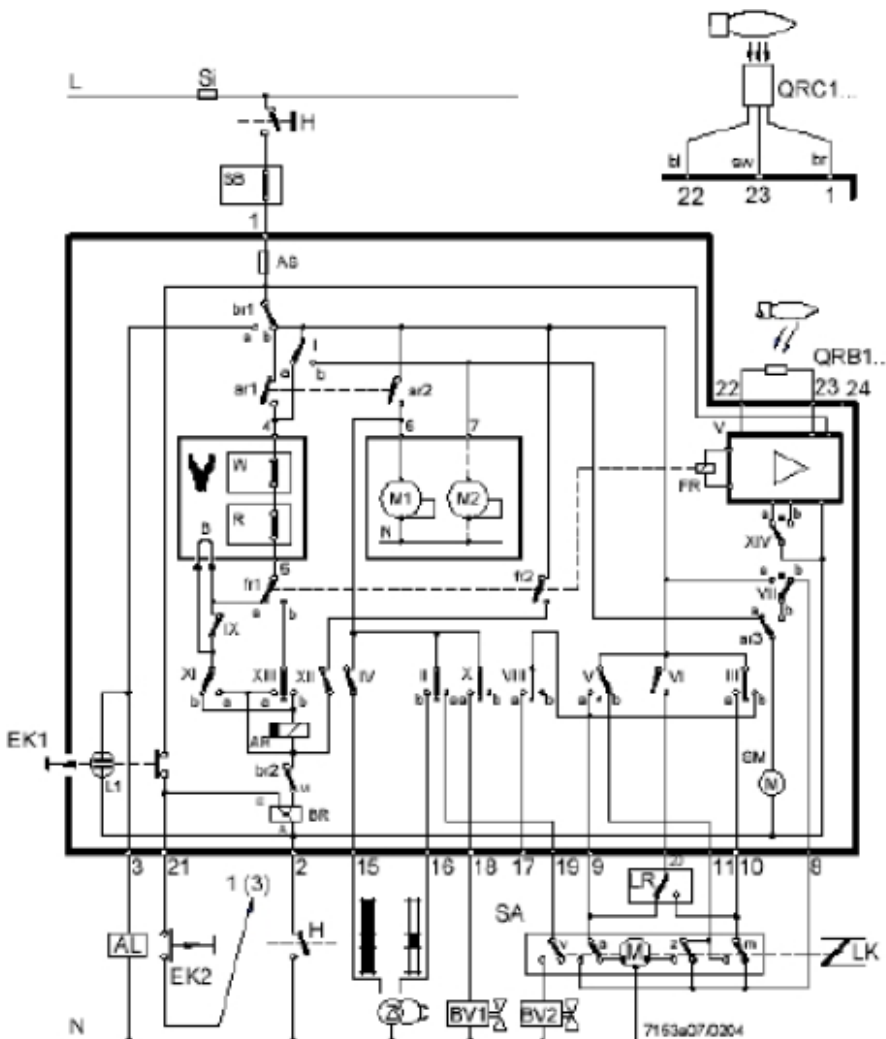 L Si
H
QRC1...
bl sw br
22 23 1
SB
1
AS
br1
a b
I
a b
QRB1..
22 23 24
ar1 ar2
4 6 7
V
W
R
B
M1 M2
N
FR
a b
XIV
5
fr1 fr2
a b
a b
VII
b
a
ar3
IX
XI XIII XII IV II X VIII V VI III
b a a b b a a b a b a b a b
AR
EK1
L1
br2
BR
SM
M
3 21 2 15 16 18 17 19 9 20 11 10 8
1 (3)
LR
SA
AL
H
EK2
v a M z m
LK
BV1 BV2
N
7153a07/0204